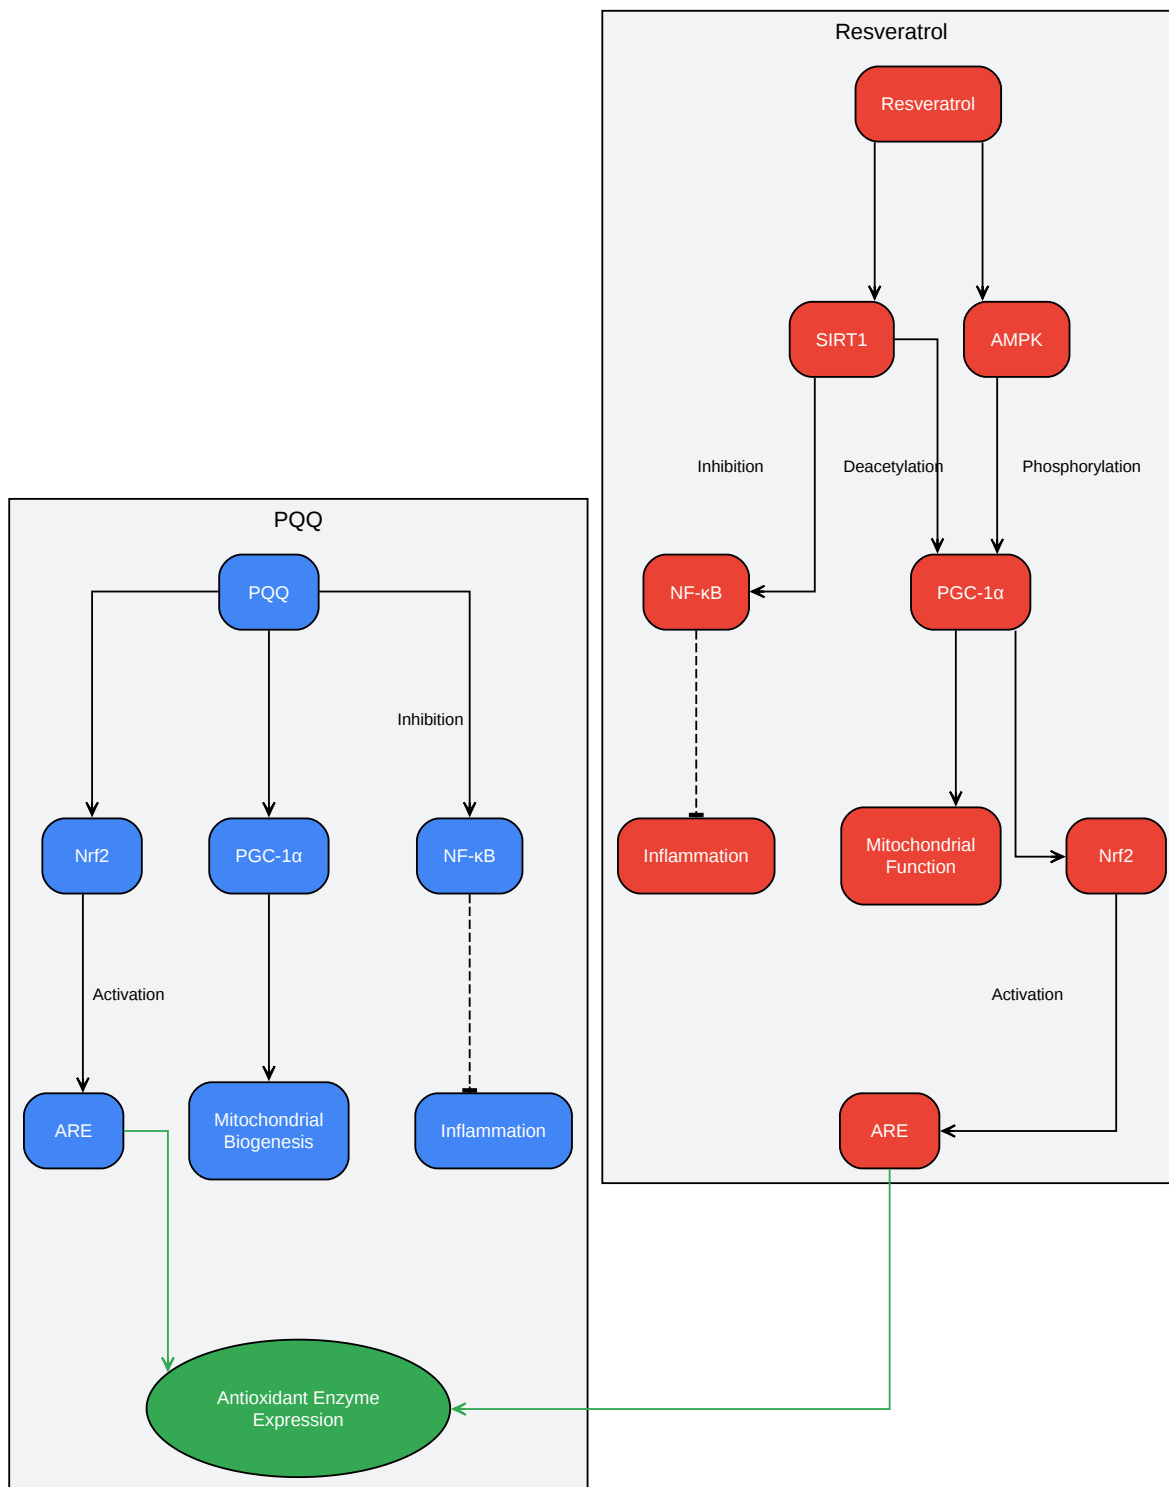 Resveratrol
Resveratrol
SIRT1
AMPK
Inhibition
Deacetylation
Phosphorylation
NF-κB
PGC-1α
Inflammation
Mitochondrial
Function
Nrf2
Activation
ARE
PQQ
PQQ
Inhibition
Nrf2
PGC-1α
NF-κB
Activation
ARE
Mitochondrial
Biogenesis
Inflammation
Antioxidant Enzyme
Expression